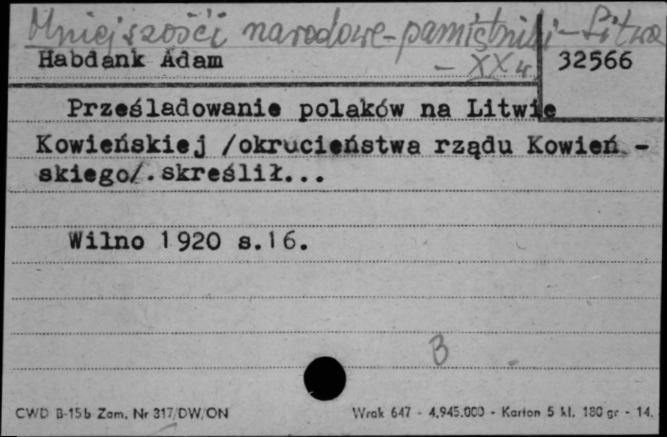 Mniejszości narodowe - pamiętniki - Litwa
- XX w.
Habdank Adam
32566
Prześladowanie polaków na Litwie
Kowieńskiej /okrucieństwa rządu Kowień.-
skiego/.skreślił...
Wilno 1920 s.16.
B
CWD B-15b Zam. Nr 317/DW/ON
Wrak 647 - 4.945.000 - Karton 5 kl. 180 gr - 14.